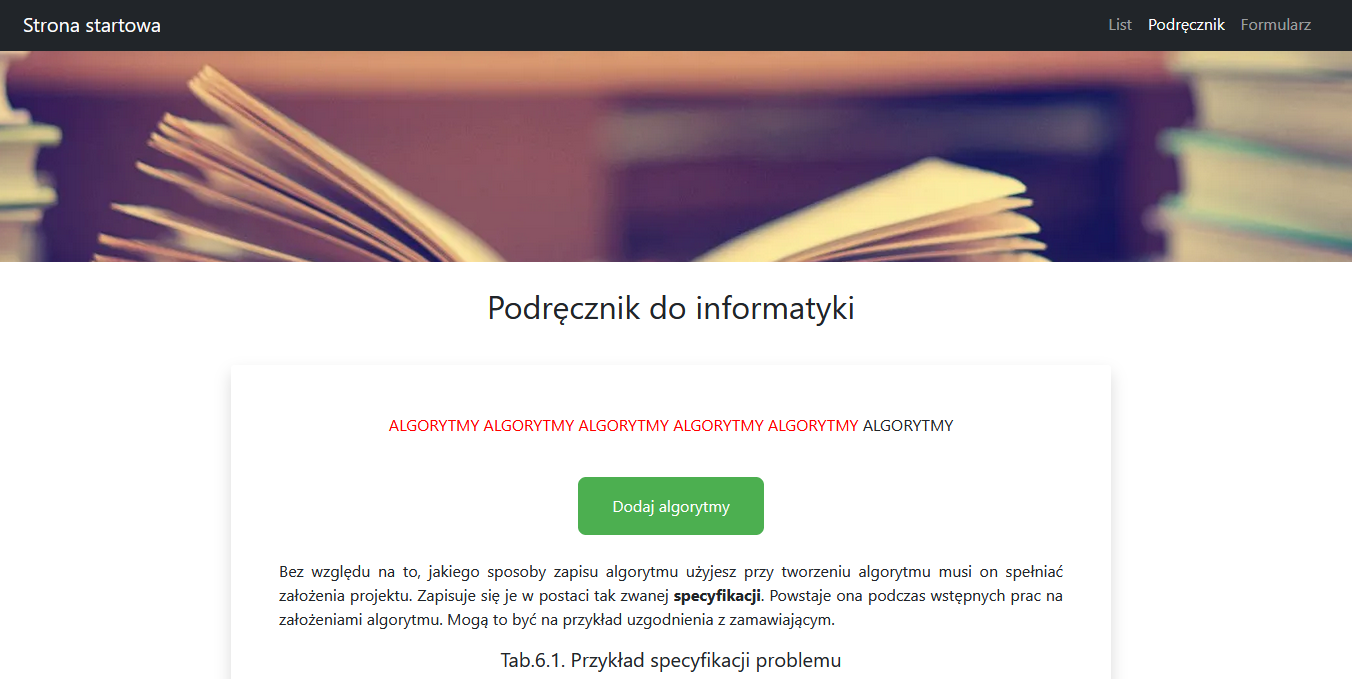 Strona startowa
List Podręcznik Formularz
Podręcznik do informatyki
ALGORYTMY ALGORYTMY ALGORYTMY ALGORYTMY ALGORYTMY ALGORYTMY
Dodaj algorytmy
Bez względu na to, jakiego sposoby zapisu algorytmu użyjesz przy tworzeniu algorytmu musi on spełniać
założenia projektu. Zapisuje się je w postaci tak zwanej specyfikacji. Powstaje ona podczas wstępnych prac na
założeniami algorytmu. Mogą to być na przykład uzgodnienia z zamawiającym.
Tab.6.1. Przykład specyfikacji problemu